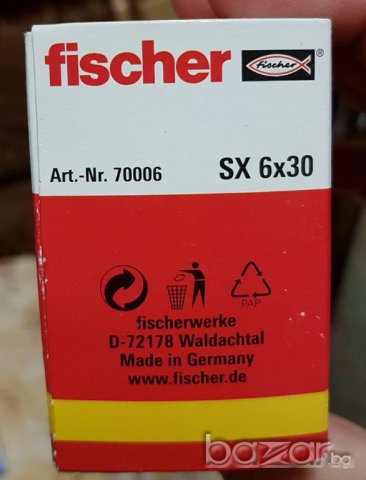 fischer fischer ®
Art.-Nr. 70006 SX 6x30
PAP
fischerwerke
D-72178 Waldachtal
Made in Germany
www.fischer.de
bazar.bg